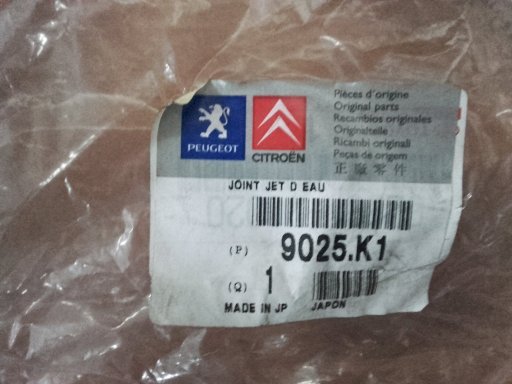 Pièces d'origine
Original parts
Recambios originales
Originalteile
Ricambi originali
Peças de origem
正 版 零 件
PEUGEOT
CITROËN
JOINT JET D EAU
(P) 9025.K1
(Q) 1
MADE IN JP JAPON